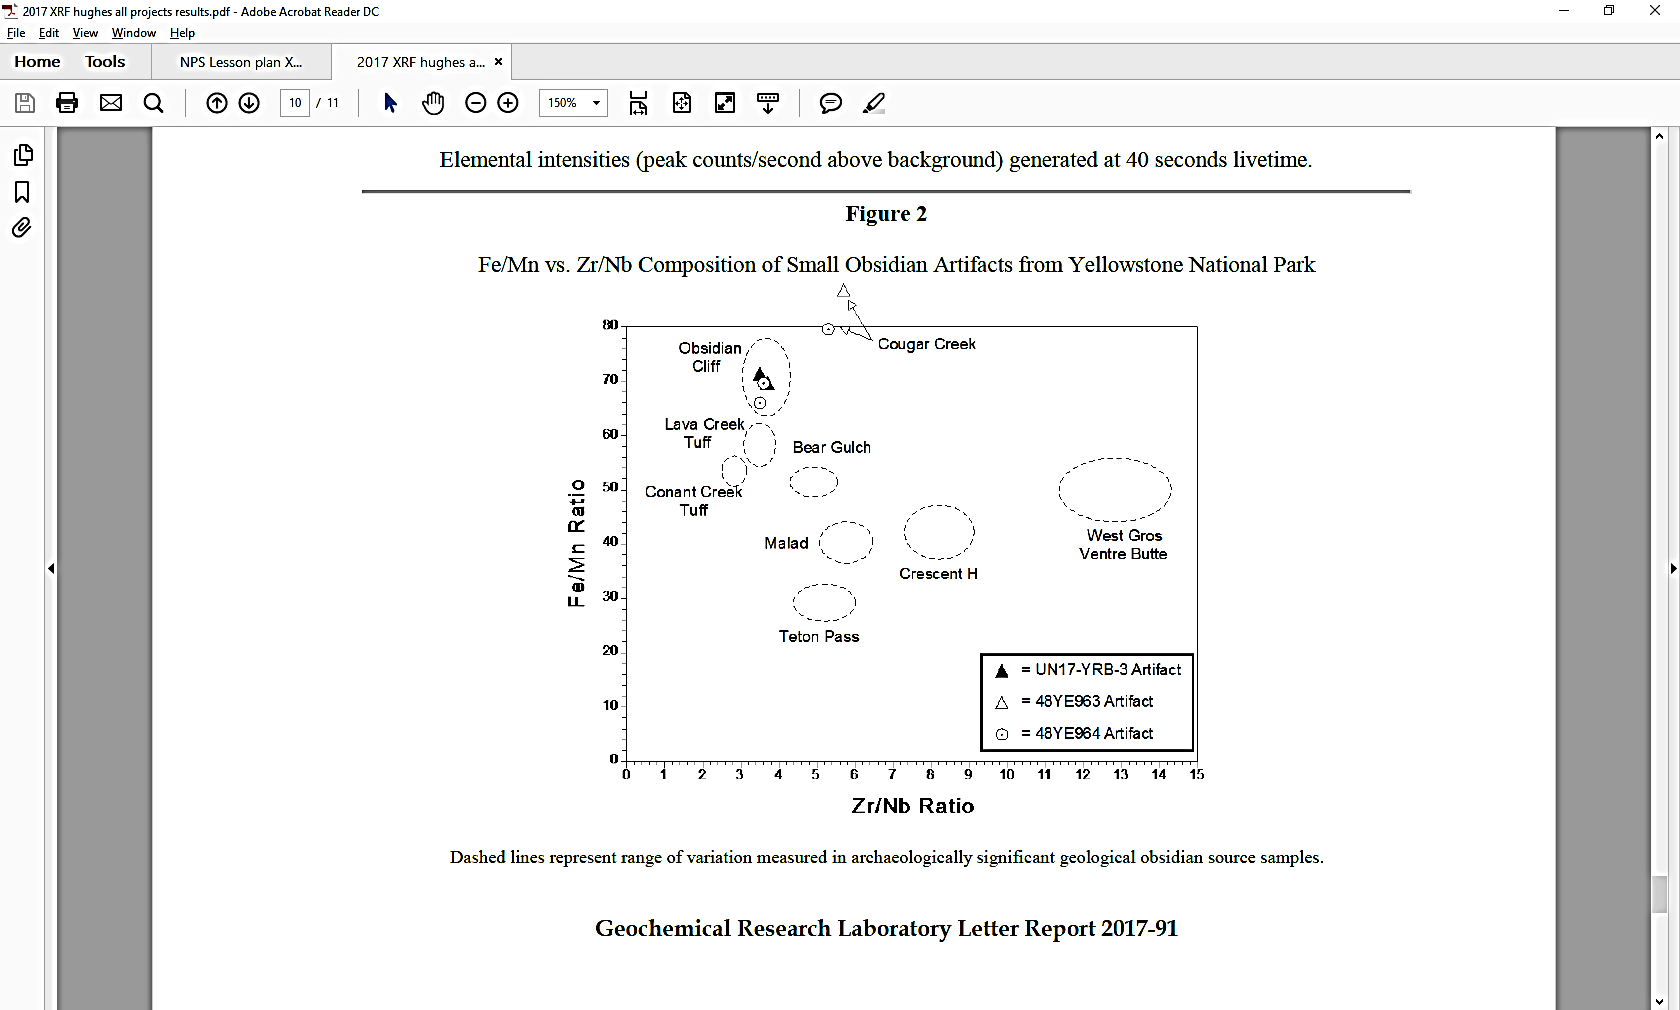 2017 XRF hughes all projects results.pdf - Adobe Acrobat Reader DC
File Edit View Window Help
Home Tools NPS Lesson plan X... 2017 XRF hughes a... ×
10 / 11 150%
Elemental intensities (peak counts/second above background) generated at 40 seconds livetime.
Figure 2
Fe/Mn vs. Zr/Nb Composition of Small Obsidian Artifacts from Yellowstone National Park
80
70
60
50
40
30
20
10
0
Fe/Mn Ratio
Cougar Creek
Obsidian
Cliff
Lava Creek
Tuff
Bear Gulch
Conant Creek
Tuff
Malad
Crescent H
West Gros
Ventre Butte
Teton Pass
= UN17-YRB-3 Artifact
= 48YE963 Artifact
= 48YE964 Artifact
0 1 2 3 4 5 6 7 8 9 10 11 12 13 14 15
Zr/Nb Ratio
Dashed lines represent range of variation measured in archaeologically significant geological obsidian source samples.
Geochemical Research Laboratory Letter Report 2017-91